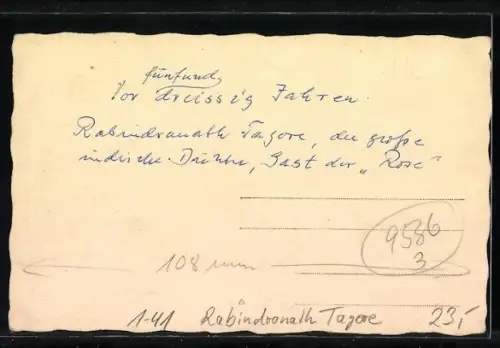 fünfund
Vor dreissig Jahren.
Rabindranath Tagore, der große
indische Dichter, Gast der „Rose“
9586
3
108 mm
1-41 Rabindranath Tagore 23,-